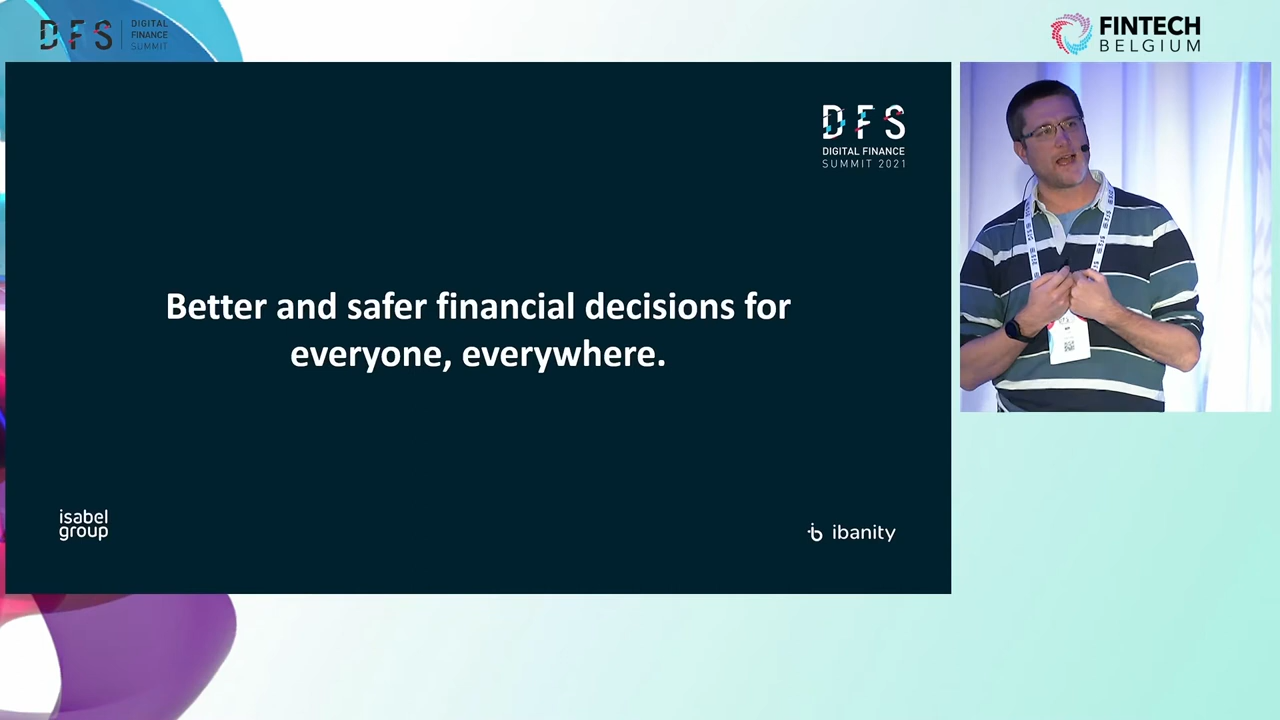 DFS
DIGITAL
FINANCE
SUMMIT
FINTECH
BELGIUM
DFS
DIGITAL FINANCE
SUMMIT 2021
Better and safer financial decisions for
everyone, everywhere.
isabel
group
ibanity